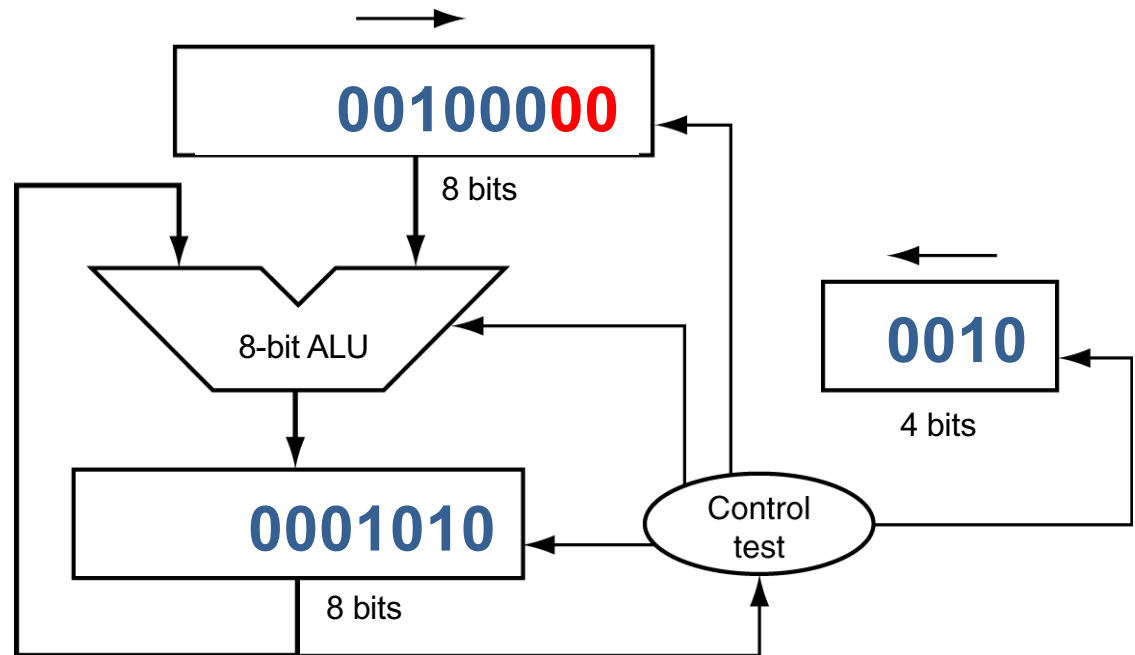 00100000
8 bits
8-bit ALU
0010
4 bits
0001010
Control
test
8 bits